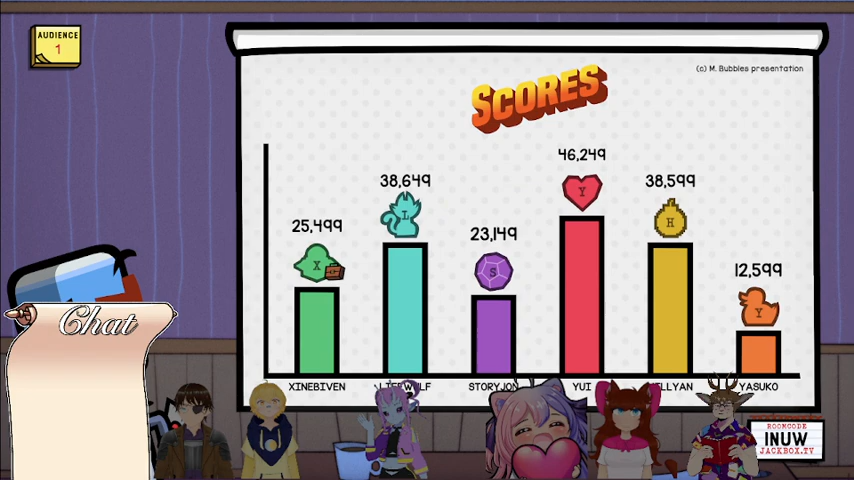 AUDIENCE
1
(c) M. Bubbles presentation
SCORES
46,249
38,649
38,599
25,499
23,149
12,599
X
L
S
Y
H
Y
XINEBIVEN
STORYJON
YUI
YASUKO
Chat
ROOMCODE
INUW
JACKBOX.TV